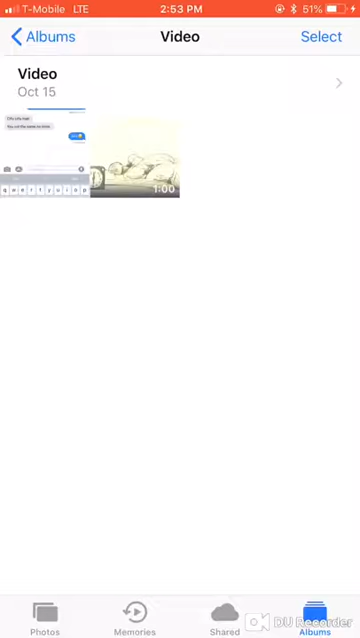 T-Mobile LTE 2:53 PM 51%
Albums Video Select
Video
Oct 15
q w e r t y u i o p
1:00
Photos Memories Shared Albums
DU Recorder